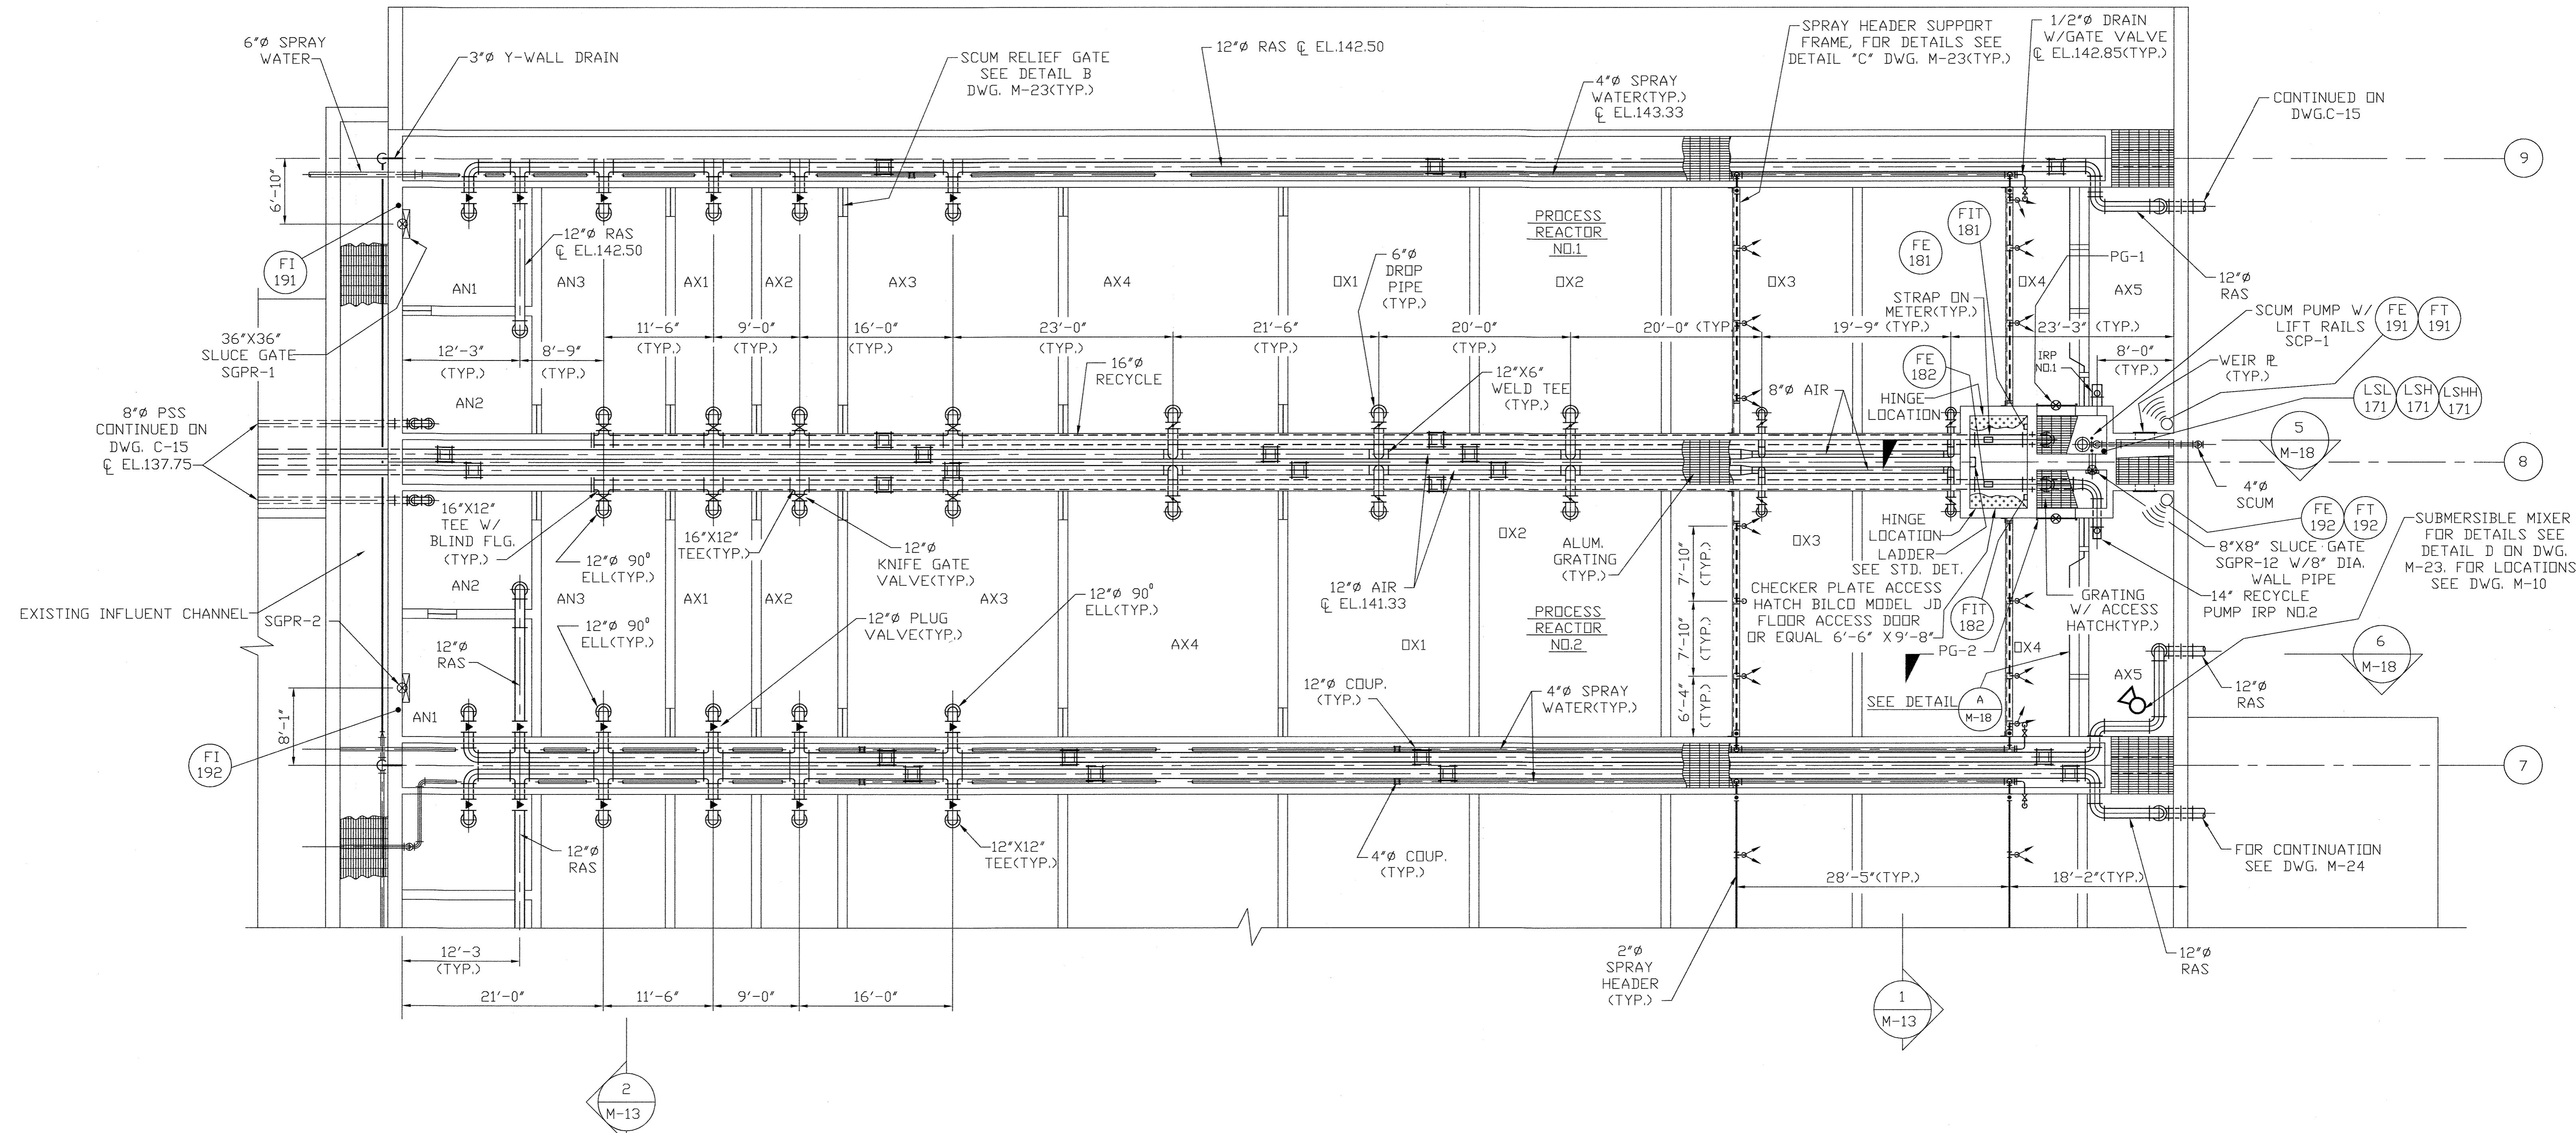 6"Ø SPRAY
WATER
3"Ø Y-WALL DRAIN
SCUM RELIEF GATE
SEE DETAIL B
DWG. M-23(TYP.)
12"Ø RAS ℄ EL.142.50
4"Ø SPRAY
WATER(TYP.)
℄ EL.143.33
SPRAY HEADER SUPPORT
FRAME, FOR DETAILS SEE
DETAIL "C" DWG. M-23(TYP.)
1/2"Ø DRAIN
W/GATE VALVE
℄ EL.142.85(TYP.)
CONTINUED ON
DWG.C-15
9
6'-10"
FI
191
12"Ø RAS
℄ EL.142.50
PROCESS
REACTOR
NO.1
FE
181
FIT
181
PG-1
12"Ø
RAS
AN1
AN3
AX1
AX2
AX3
AX4
6"Ø
DROP
PIPE
(TYP.)
OX1
OX2
OX3
OX4
AX5
STRAP ON
METER(TYP.)
SCUM PUMP W/
LIFT RAILS
SCP-1
FE
191
FT
191
36"X36"
SLUCE GATE
SGPR-1
12'-3"
(TYP.)
8'-9"
(TYP.)
11'-6"
(TYP.)
9'-0"
(TYP.)
16'-0"
(TYP.)
23'-0"
(TYP.)
21'-6"
(TYP.)
20'-0"
(TYP.)
20'-0" (TYP.)
19'-9" (TYP.)
23'-3" (TYP.)
8'-0"
(TYP.)
16"Ø
RECYCLE
12"X6"
WELD TEE
(TYP.)
8"Ø AIR
FE
182
HINGE
LOCATION
IRP
NO.1
WEIR ℙL
(TYP.)
LSL
171
LSH
171
LSHH
171
AN2
8"Ø PSS
CONTINUED ON
DWG. C-15
℄ EL.137.75
5
M-18
8
4"Ø
SCUM
16"X12"
TEE W/
BLIND FLG.
(TYP.)
12"Ø 90°
ELL(TYP.)
16"X12"
TEE(TYP.)
12"Ø
KNIFE GATE
VALVE(TYP.)
12"Ø AIR
℄ EL.141.33
OX2
ALUM.
GRATING
(TYP.)
7'-10"
(TYP.)
OX3
HINGE
LOCATION
LADDER
SEE STD. DET.
FE
192
FT
192
SUBMERSIBLE MIXER
FOR DETAILS SEE
DETAIL D ON DWG.
M-23. FOR LOCATIONS
SEE DWG. M-10
8"X8" SLUCE GATE
SGPR-12 W/8" DIA.
WALL PIPE
14" RECYCLE
PUMP IRP NO.2
GRATING
W/ ACCESS
HATCH(TYP.)
CHECKER PLATE ACCESS
HATCH BILCO MODEL JD
FLOOR ACCESS DOOR
OR EQUAL 6'-6" X 9'-8"
FIT
182
PG-2
OX4
EXISTING INFLUENT CHANNEL
SGPR-2
AN2
AN3
AX1
AX2
AX3
12"Ø 90°
ELL(TYP.)
12"Ø 90°
ELL(TYP.)
12"Ø PLUG
VALVE(TYP.)
AX4
OX1
PROCESS
REACTOR
NO.2
7'-10"
(TYP.)
6'-4"
(TYP.)
6
M-18
12"Ø
RAS
8'-1"
AN1
FI
192
12"Ø COUP.
(TYP.)
4"Ø SPRAY
WATER(TYP.)
SEE DETAIL
A
M-18
AX5
12"Ø
RAS
7
12"Ø
RAS
12"X12"
TEE(TYP.)
4"Ø COUP.
(TYP.)
28'-5"(TYP.)
18'-2"(TYP.)
FOR CONTINUATION
SEE DWG. M-24
12'-3
(TYP.)
21'-0"
11'-6"
9'-0"
16'-0"
2"Ø
SPRAY
HEADER
(TYP.)
12"Ø
RAS
1
M-13
2
M-13